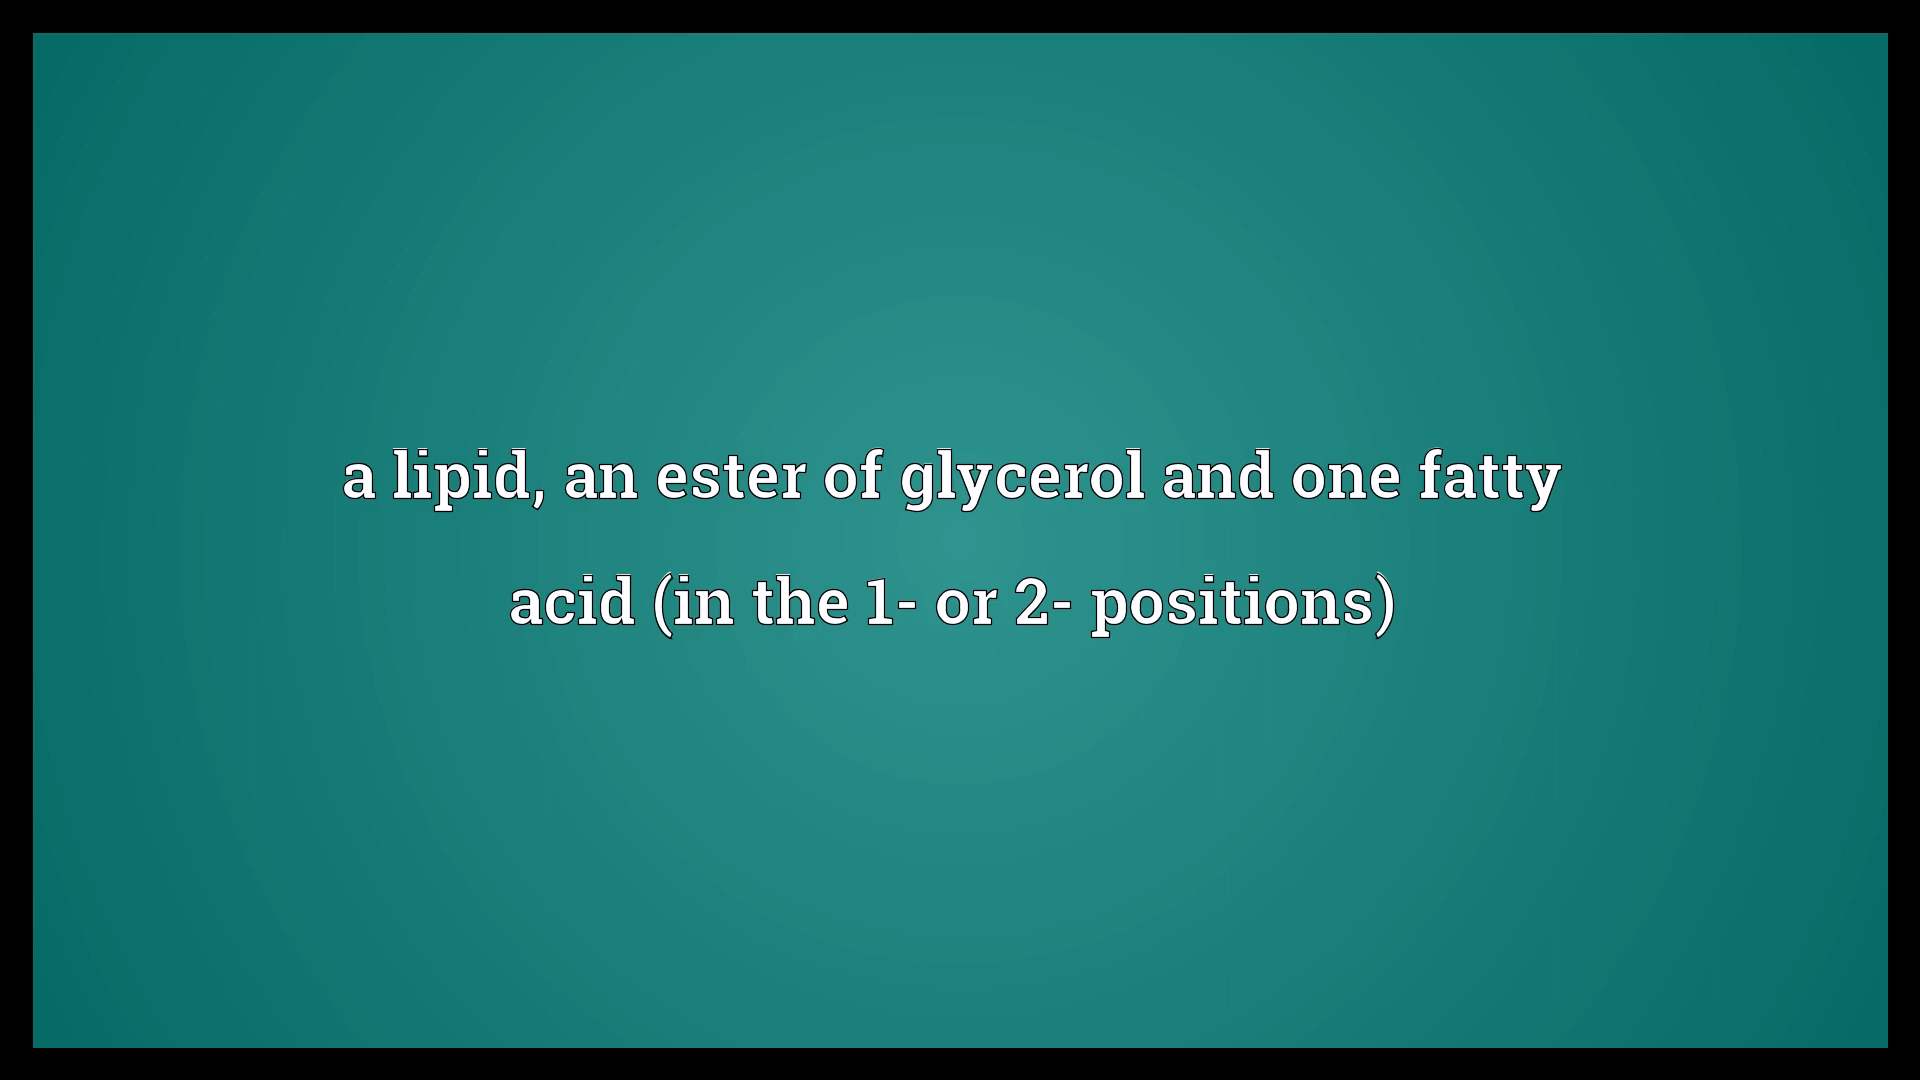 a lipid, an ester of glycerol and one fatty
acid (in the 1- or 2- positions)